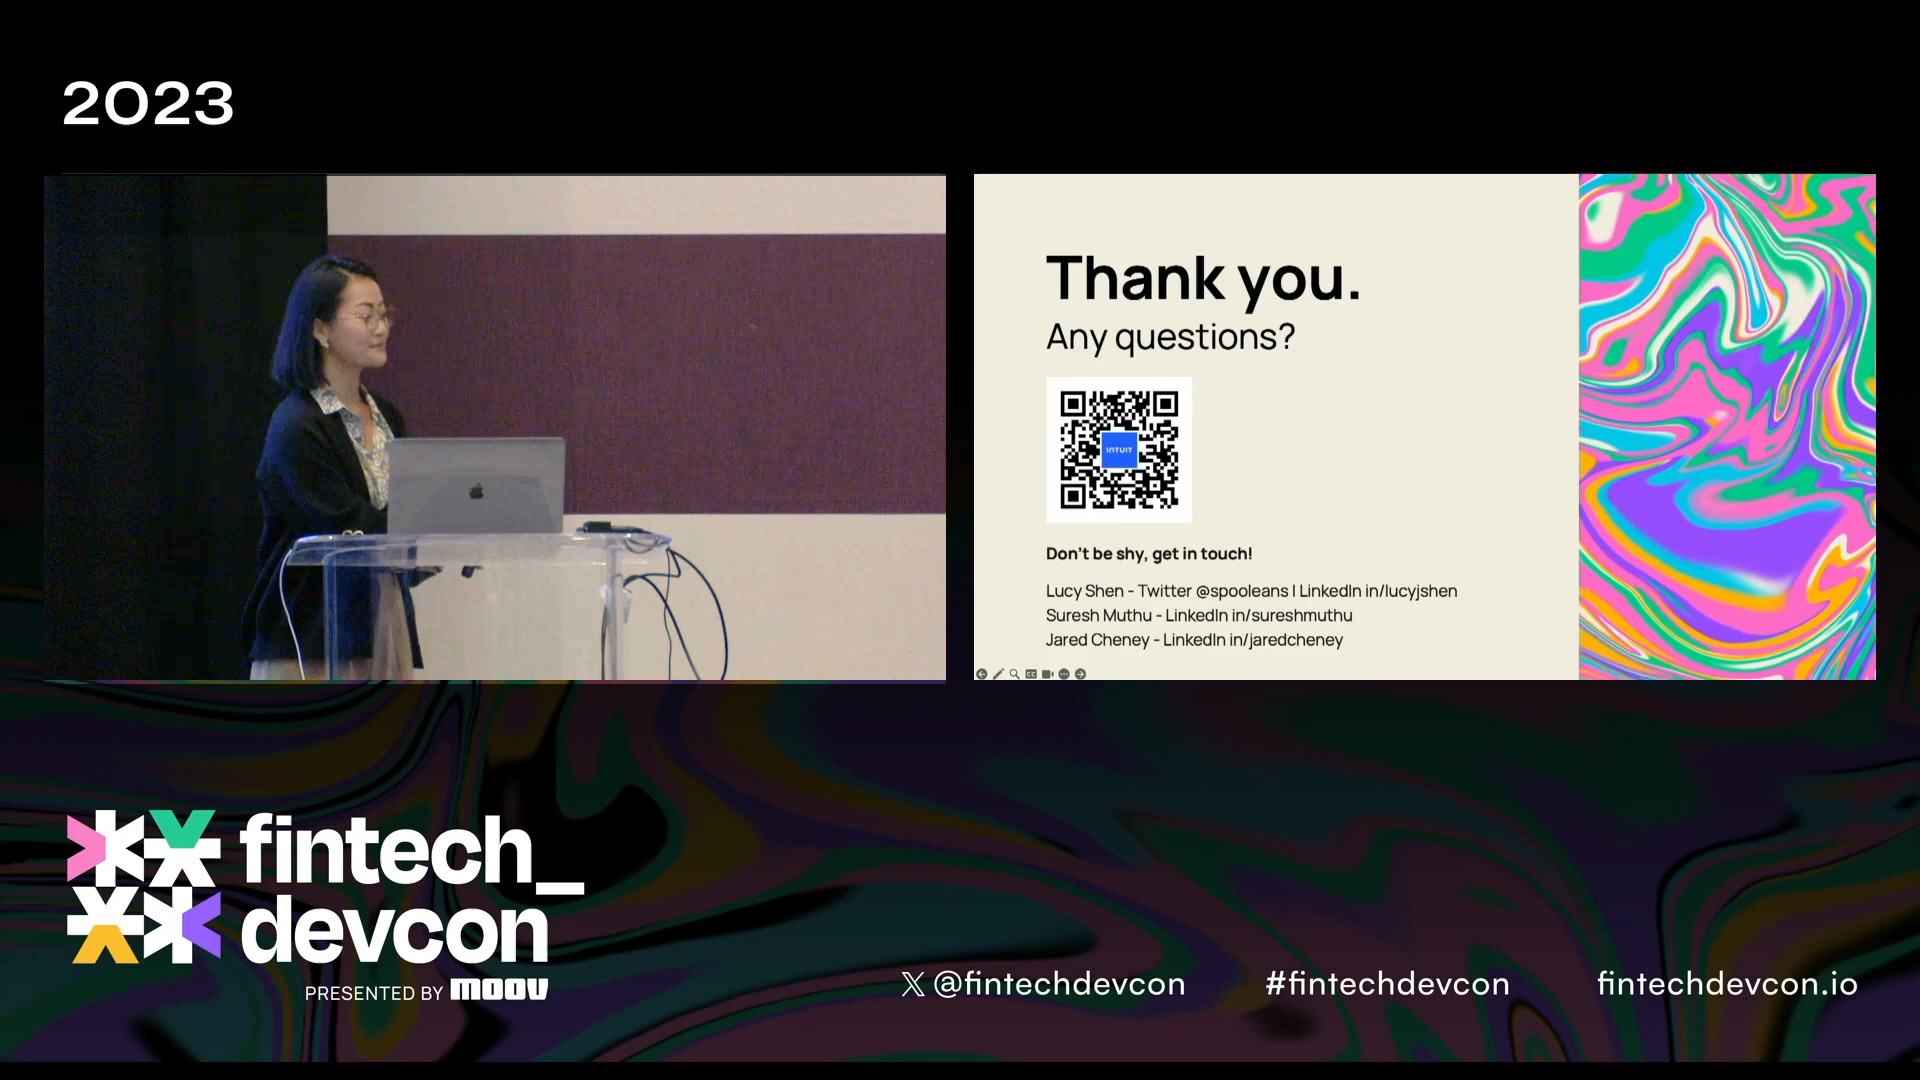 2023
Thank you.
Any questions?
INTUIT
Don't be shy, get in touch!
Lucy Shen - Twitter @spooleans | LinkedIn in/lucyjshen
Suresh Muthu - LinkedIn in/sureshmuthu
Jared Cheney - LinkedIn in/jaredcheney
fintech_
devcon
PRESENTED BY moov
𝕏 @fintechdevcon
#fintechdevcon
fintechdevcon.io